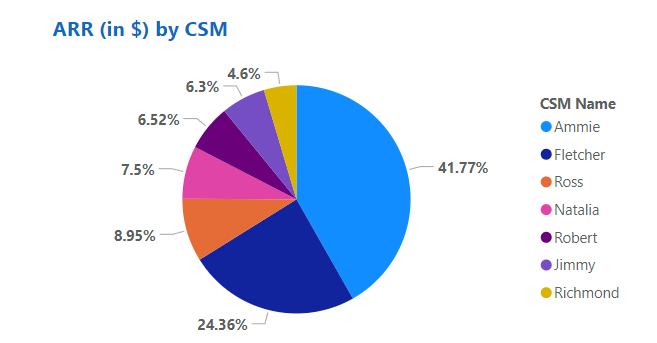 ARR (in $) by CSM
4.6%
6.3%
6.52%
7.5%
8.95%
24.36%
41.77%
CSM Name
Ammie
Fletcher
Ross
Natalia
Robert
Jimmy
Richmond